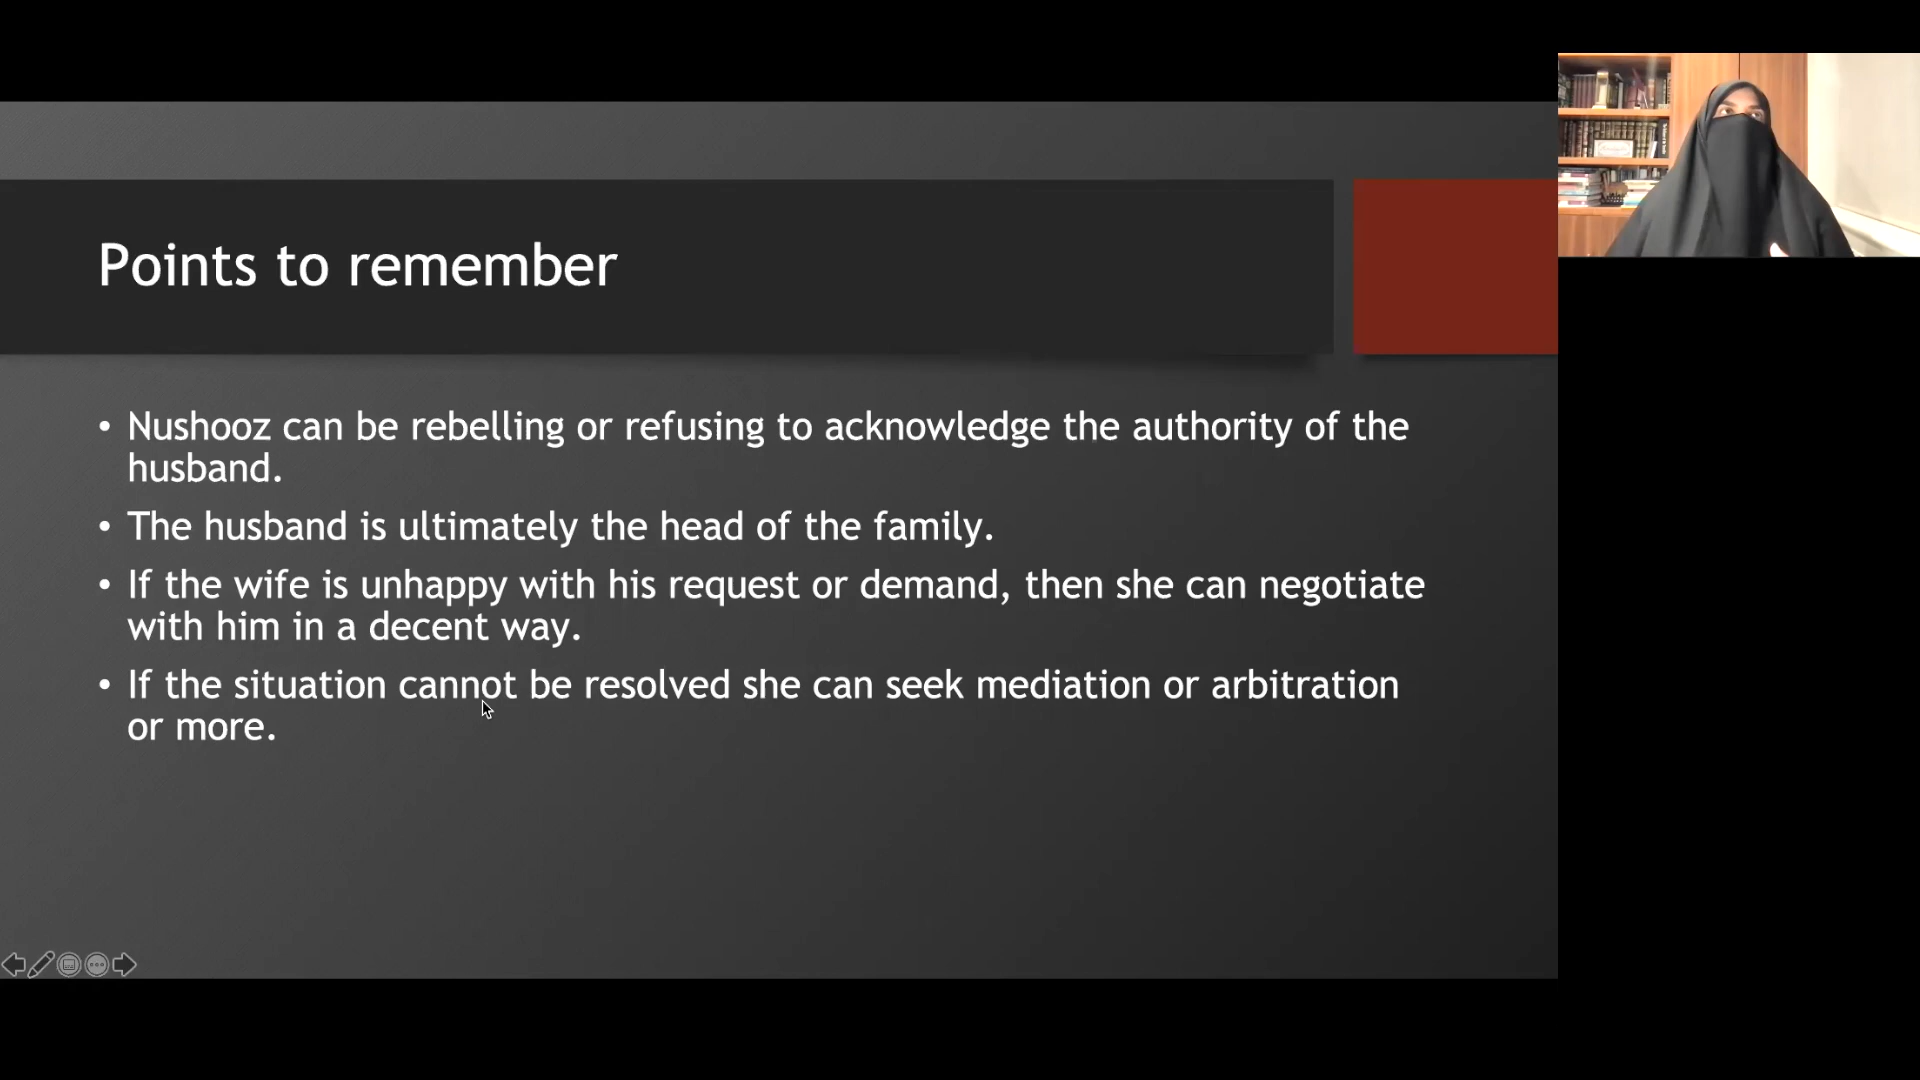 Points to remember
• Nushooz can be rebelling or refusing to acknowledge the authority of the
husband.
• The husband is ultimately the head of the family.
• If the wife is unhappy with his request or demand, then she can negotiate
with him in a decent way.
• If the situation cannot be resolved she can seek mediation or arbitration
or more.